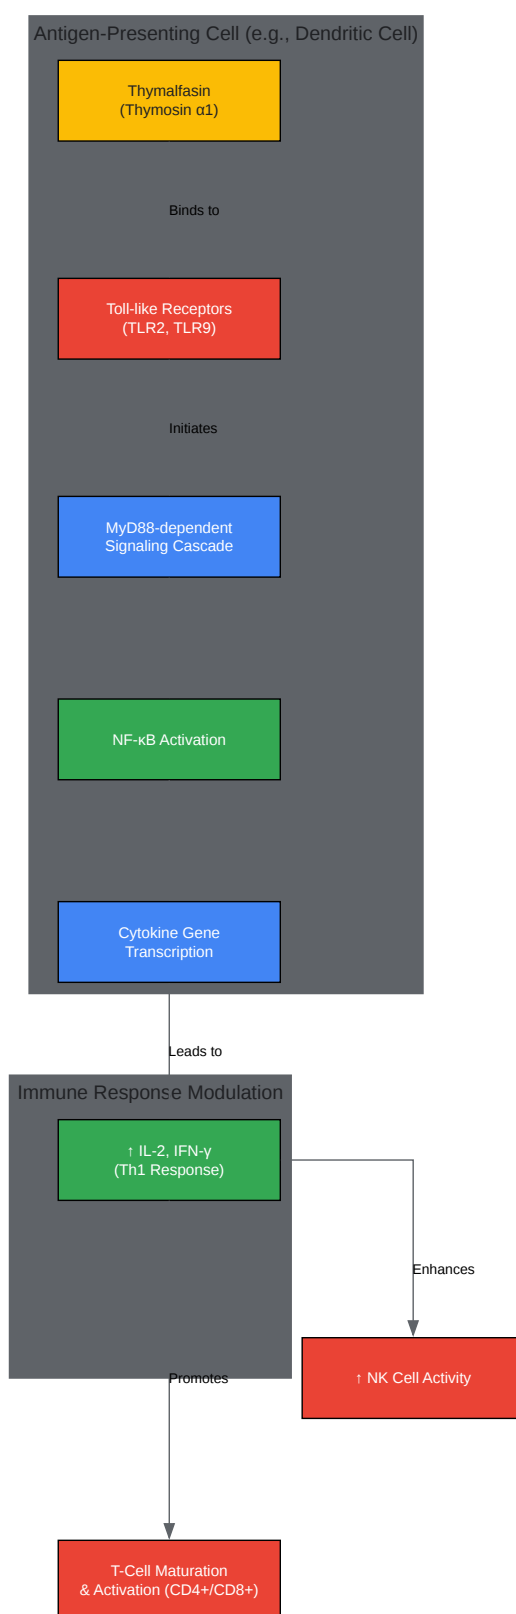 Antigen-Presenting Cell (e.g., Dendritic Cell)
Thymalfasin
(Thymosin α1)
Binds to
Toll-like Receptors
(TLR2, TLR9)
Initiates
MyD88-dependent
Signaling Cascade
NF-κB Activation
Cytokine Gene
Transcription
Leads to
Immune Response Modulation
↑ IL-2, IFN-γ
(Th1 Response)
Enhances
↑ NK Cell Activity
Promotes
T-Cell Maturation
& Activation (CD4+/CD8+)